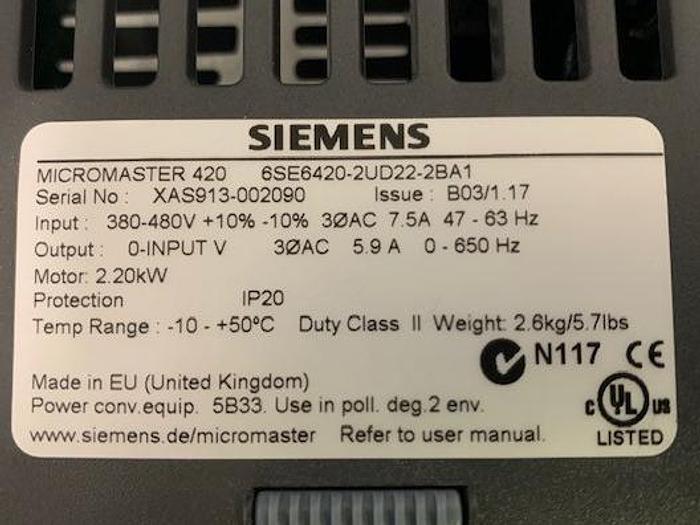 SIEMENS
MICROMASTER 420 6SE6420-2UD22-2BA1
Serial No : XAS913-002090 Issue : B03/1.17
Input : 380-480V +10% -10% 3ØAC 7.5A 47 - 63 Hz
Output : 0-INPUT V 3ØAC 5.9 A 0 - 650 Hz
Motor: 2.20kW
Protection IP20
Temp Range : -10 - +50ºC Duty Class II Weight: 2.6kg/5.7lbs
N117 CE
Made in EU (United Kingdom)
Power conv.equip. 5B33. Use in poll. deg.2 env.
C UL US
www.siemens.de/micromaster Refer to user manual.
LISTED